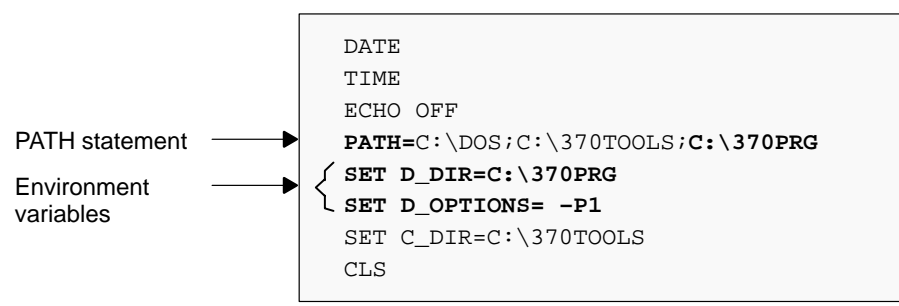 DATE
TIME
ECHO OFF
PATH statement
PATH=C:\DOS;C:\370TOOLS;C:\370PRG
Environment
variables
SET D_DIR=C:\370PRG
SET D_OPTIONS= –P1
SET C_DIR=C:\370TOOLS
CLS